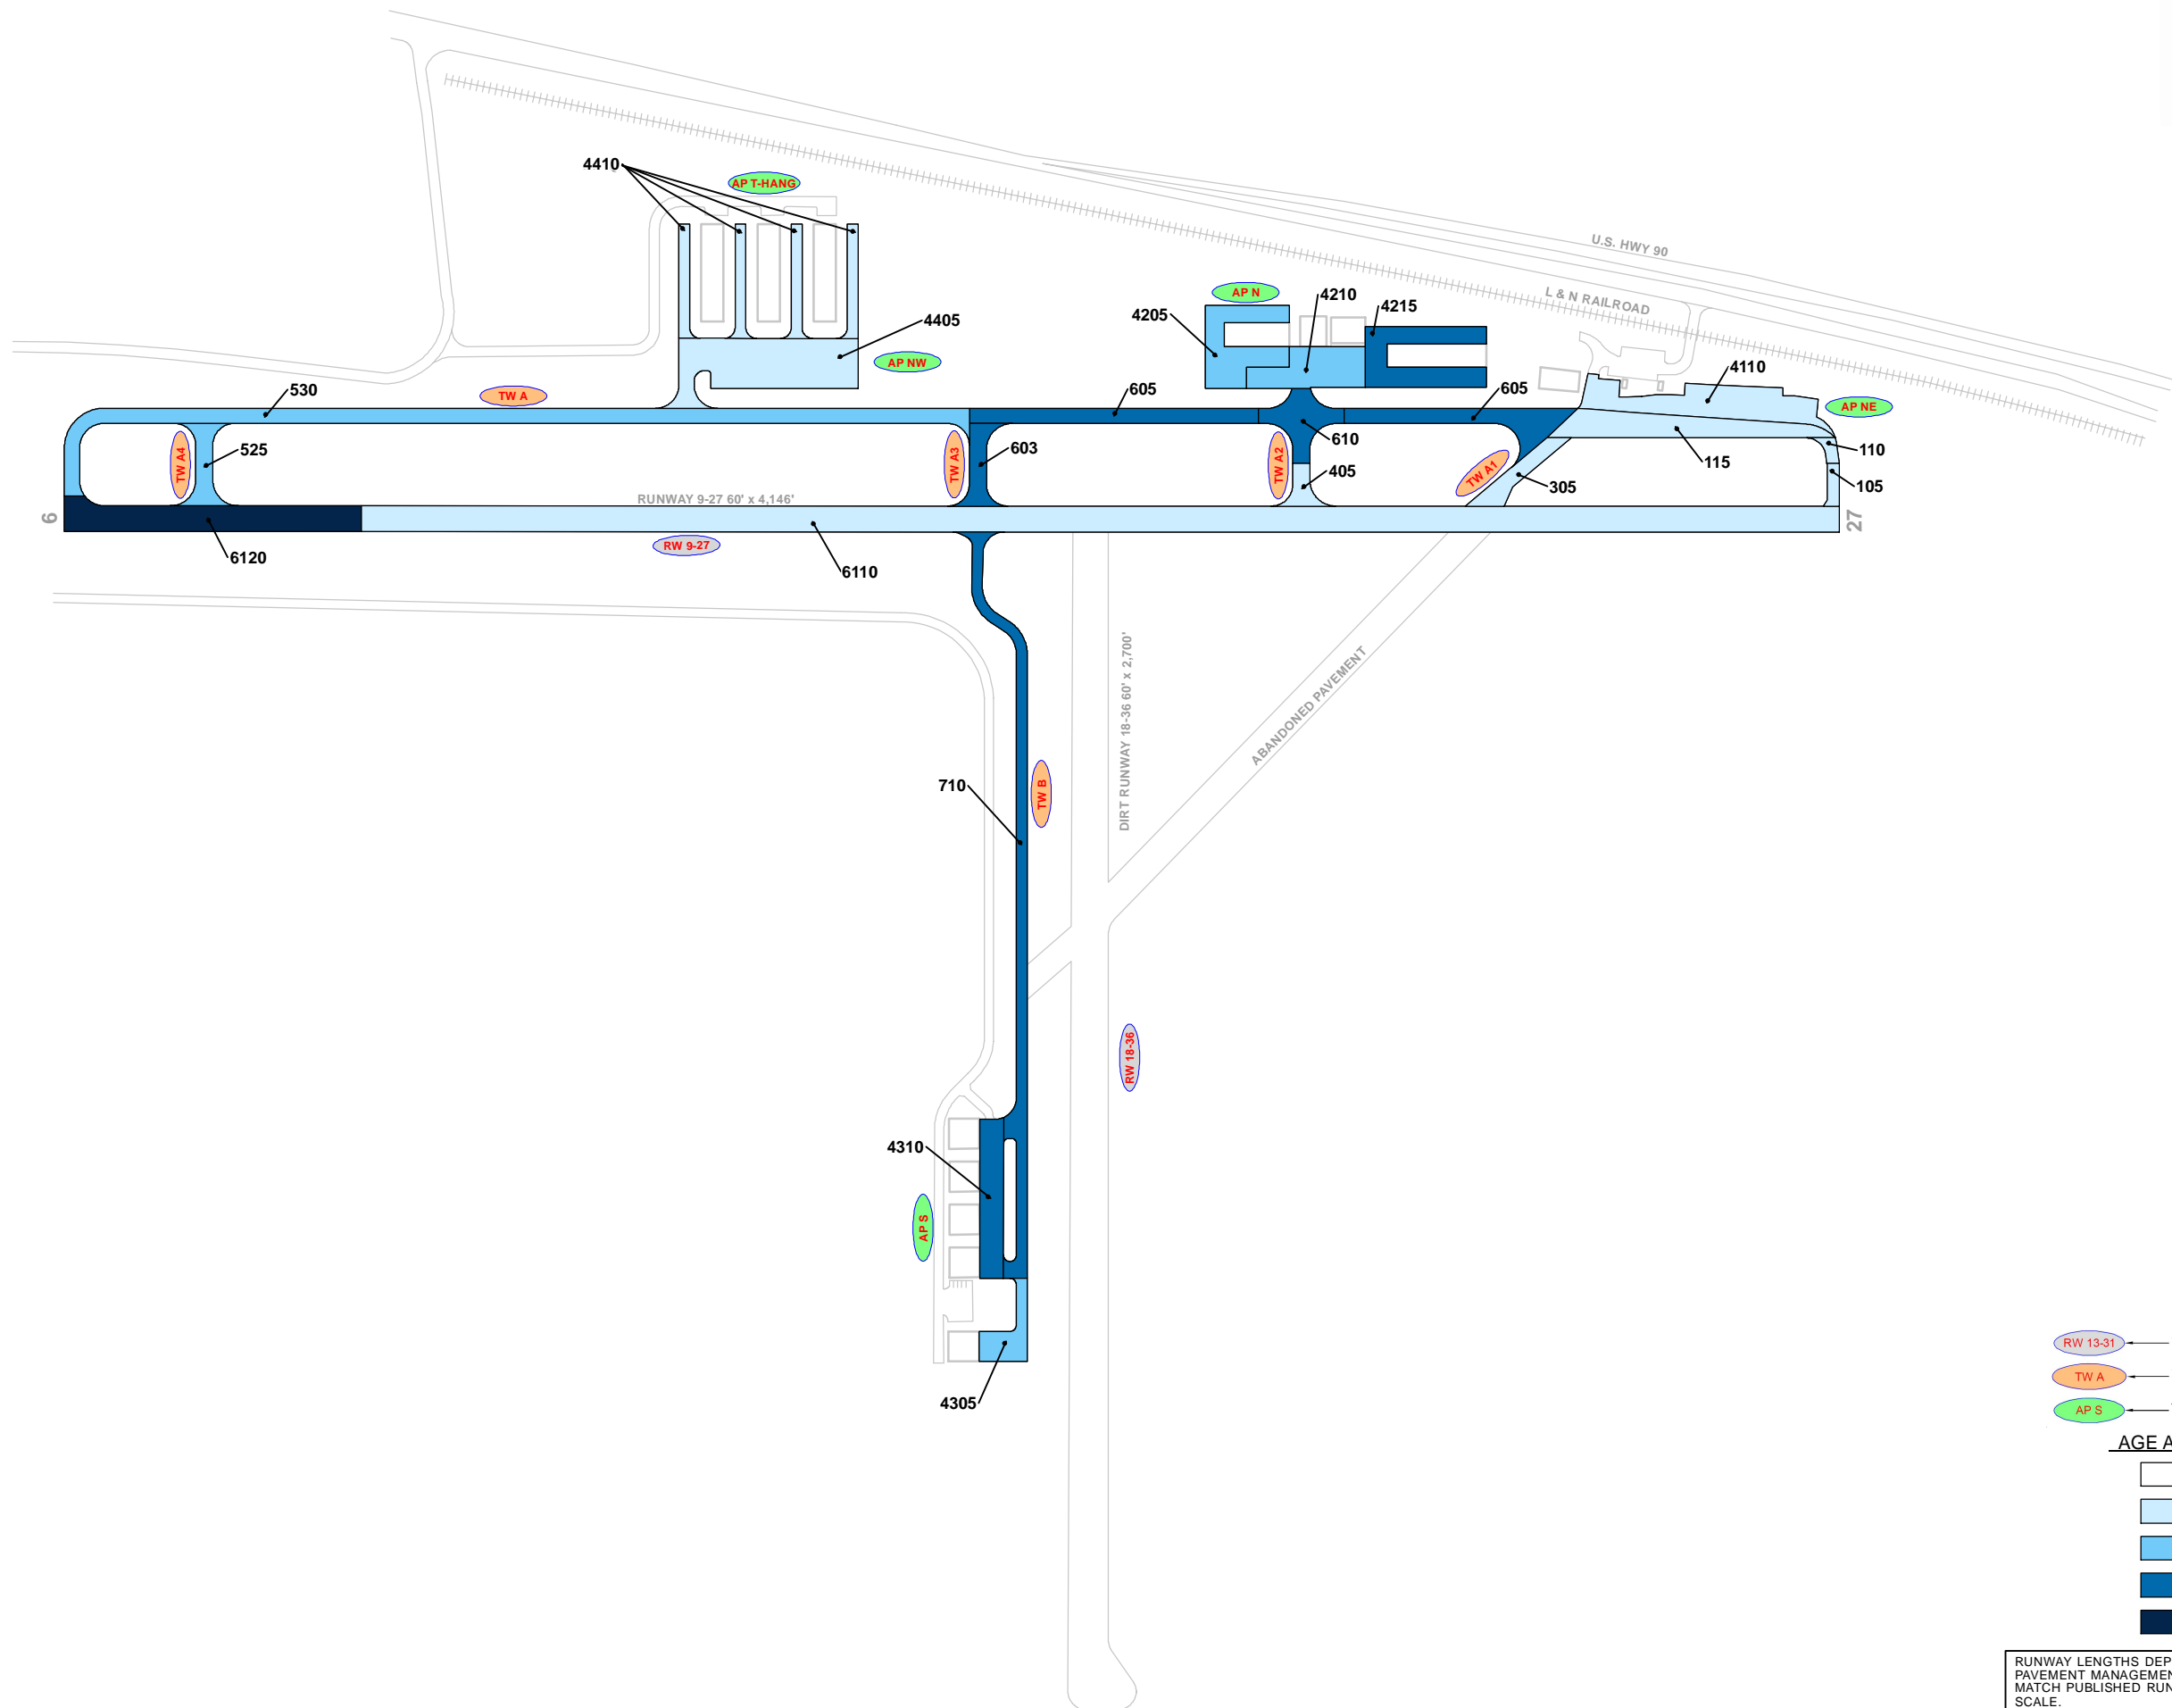 U.S. HWY 90
L & N RAILROAD
4410
AP T-HANG
4405
AP NW
AP N
4205
4210
4215
4110
AP NE
530
TW A
605
605
610
603
525
TW A4
TW A3
TW A2
TW A1
405
305
115
110
105
RUNWAY 9-27 60' x 4,146'
9
27
6120
RW 9-27
6110
DIRT RUNWAY 18-36 60' x 2,700'
ABANDONED PAVEMENT
710
TW B
RW 18-36
4310
AP S
4305
RW 13-31
TW A
AP S
AGE A
RUNWAY LENGTHS DEP
PAVEMENT MANAGEMEN
MATCH PUBLISHED RUN
SCALE.